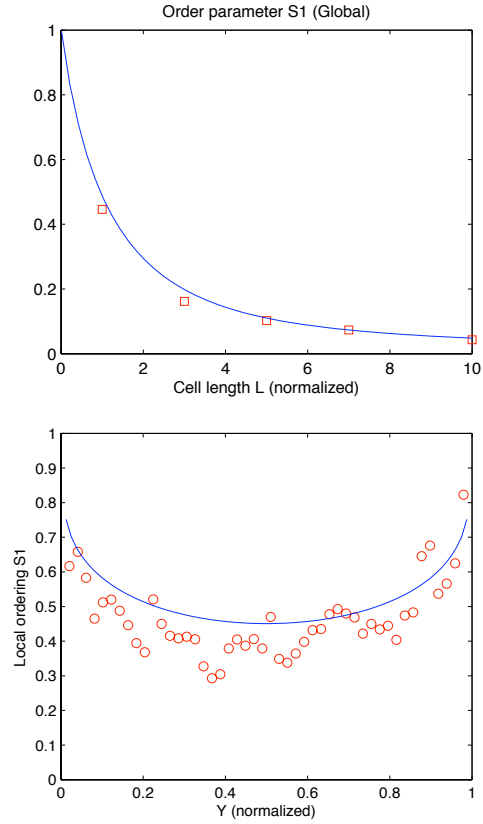 Order parameter S1 (Global)
1
0.8
0.6
0.4
0.2
0
0 2 4 6 8 10
Cell length L (normalized)
1
0.9
0.8
0.7
0.6
0.5
0.4
0.3
0.2
0.1
0
Local ordering S1
0 0.2 0.4 0.6 0.8 1
Y (normalized)